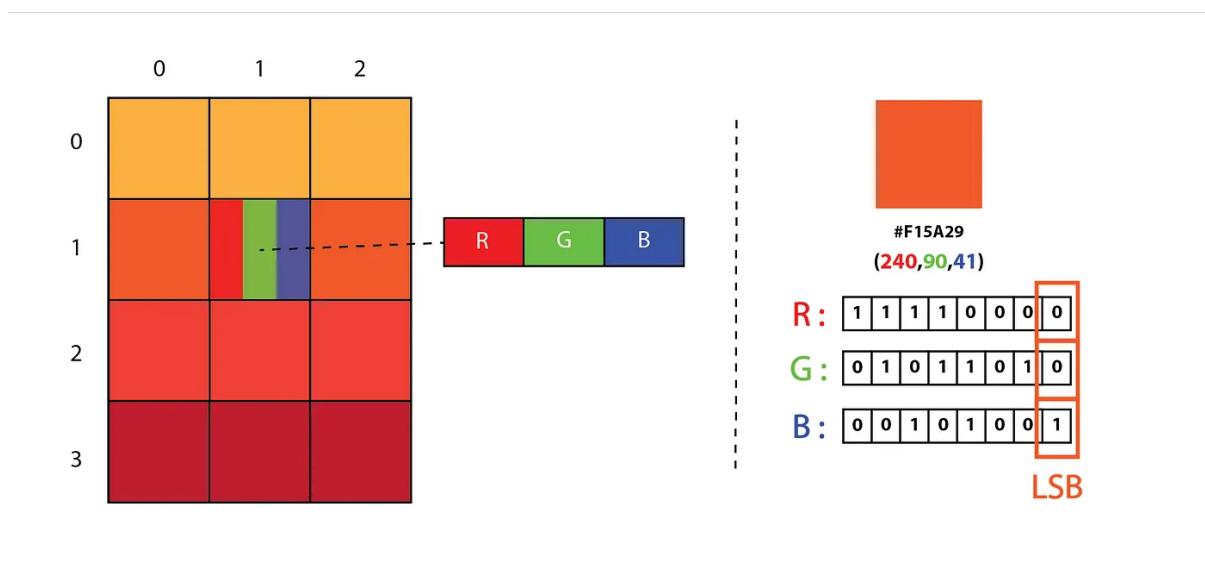 0 1 2
0
1
2
3
R G B
#F15A29
(240,90,41)
R: 1 1 1 1 0 0 0 0
G: 0 1 0 1 1 0 1 0
B: 0 0 1 0 1 0 0 1
LSB